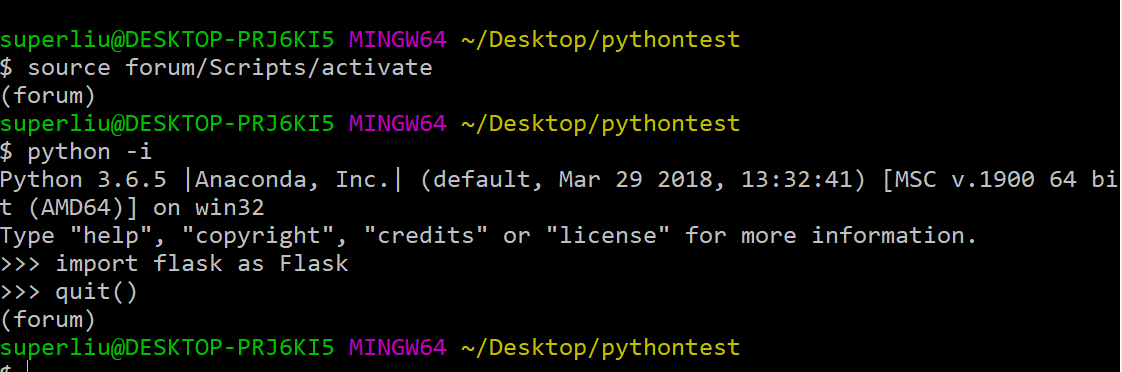 superliu@DESKTOP-PRJ6KI5 MINGW64 ~/Desktop/pythontest
$ source forum/Scripts/activate
(forum)
superliu@DESKTOP-PRJ6KI5 MINGW64 ~/Desktop/pythontest
$ python -i
Python 3.6.5 |Anaconda, Inc.| (default, Mar 29 2018, 13:32:41) [MSC v.1900 64 bi
t (AMD64)] on win32
Type "help", "copyright", "credits" or "license" for more information.
>>> import flask as Flask
>>> quit()
(forum)
superliu@DESKTOP-PRJ6KI5 MINGW64 ~/Desktop/pythontest
$